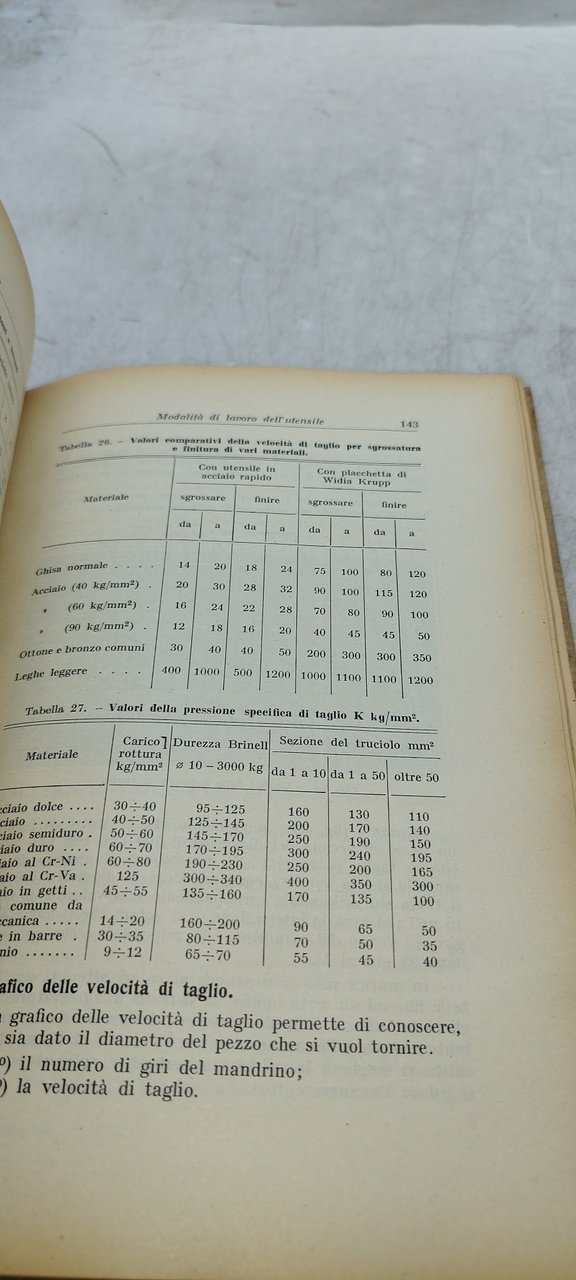 Modalità di lavoro dell'utensile 143
Tabella 26. – Valori comparativi della velocità di taglio per sgrossatura
e finitura di vari materiali.
Materiale
Con utensile in
acciaio rapido
Con placchetta di
Widia Krupp
sgrossare finire sgrossare finire
da a da a da a da a
Ghisa normale . . . . 14 20 18 24 75 100 80 120
Acciaio (40 kg/mm²) . 20 30 28 32 90 100 115 120
„ (60 kg/mm²) . 16 24 22 28 70 80 90 100
„ (90 kg/mm²) . 12 18 16 20 40 45 45 50
Ottone e bronzo comuni 30 40 40 50 200 300 300 350
Leghe leggere . . . . 400 1000 500 1200 1000 1100 1100 1200
Tabella 27. – Valori della pressione specifica di taglio K kg/mm².
Materiale
Carico
rottura
kg/mm²
Durezza Brinell
ø 10 – 3000 kg
Sezione del truciolo mm²
da 1 a 10 da 1 a 50 oltre 50
cciaio dolce .... 30÷40 95÷125 160 130 110
ciaio ......... 40÷50 125÷145 200 170 140
ciaio semiduro . 50÷60 145÷170 250 190 150
iaio duro .... 60÷70 170÷195 300 240 195
iaio al Cr-Ni . 60÷80 190÷230 250 200 165
aio al Cr-Va . 125 300÷340 400 350 300
io in getti .. 45÷55 135÷160 170 135 100
comune da
ccanica ..... 14÷20 160÷200 90 65 50
e in barre . 30÷35 80÷115 70 50 35
nio ....... 9÷12 65÷70 55 45 40
afico delle velocità di taglio.
grafico delle velocità di taglio permette di conoscere,
sia dato il diametro del pezzo che si vuol tornire.
º) il numero di giri del mandrino;
º) la velocità di taglio.